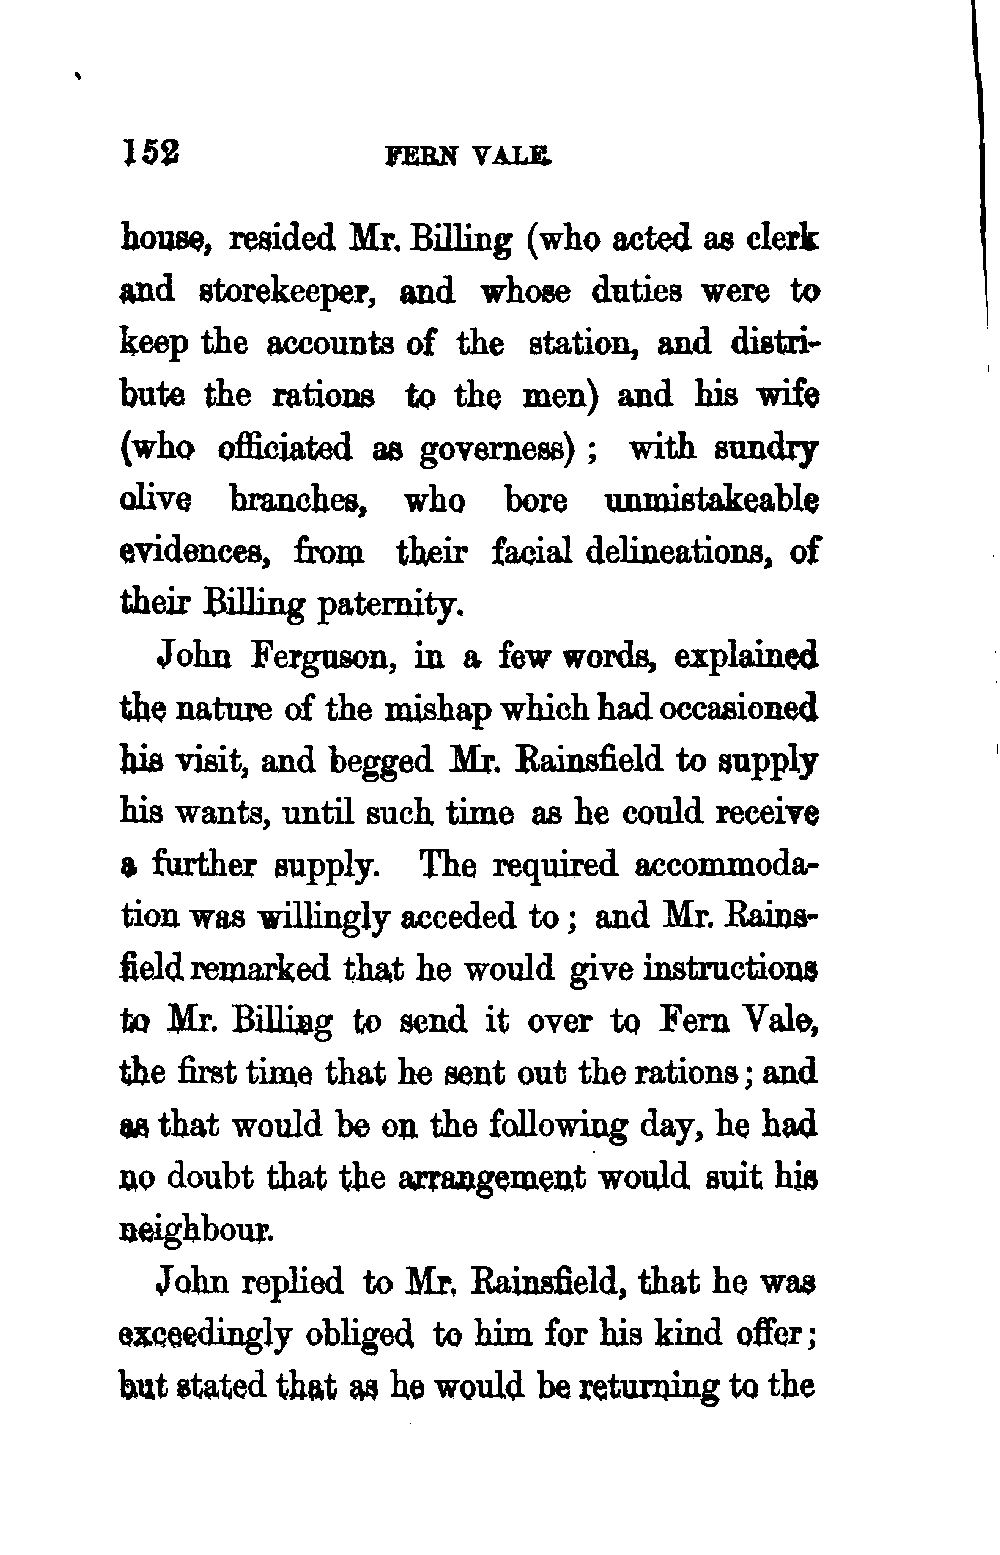 152 FERN VALE.
house, resided Mr. Billing (who acted as clerk
and storekeeper, and whose duties were to
keep the accounts of the station, and distri-
bute the rations to the men) and his wife
(who officiated as governess) ; with sundry
olive branches, who bore unmistakeable
evidences, from their facial delineations, of
their Billing paternity.
John Ferguson, in a few words, explained
the nature of the mishap which had occasioned
his visit, and begged Mr. Rainsfield to supply
his wants, until such time as he could receive
a further supply. The required accommoda-
tion was willingly acceded to ; and Mr. Rains-
field remarked that he would give instructions
to Mr. Billing to send it over to Fern Vale,
the first time that he sent out the rations ; and
as that would be on the following day, he had
no doubt that the arrangement would suit his
neighbour.
John replied to Mr. Rainsfield, that he was
exceedingly obliged to him for his kind offer ;
but stated that as he would be returning to the